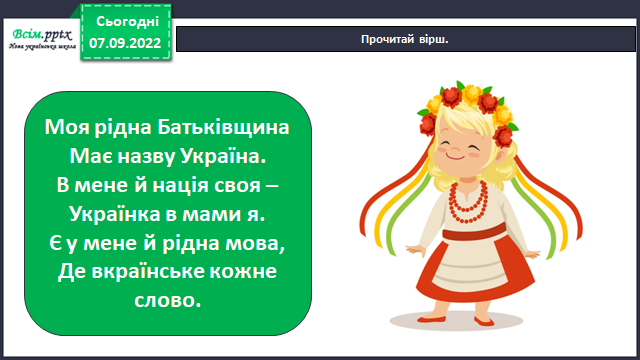 Всім.pptx
Нова українська школа
Сьогодні
07.09.2022
Прочитай вірш.
Моя рідна Батьківщина
Має назву Україна.
В мене й нація своя –
Українка в мами я.
Є у мене й рідна мова,
Де вкраїнське кожне
слово.